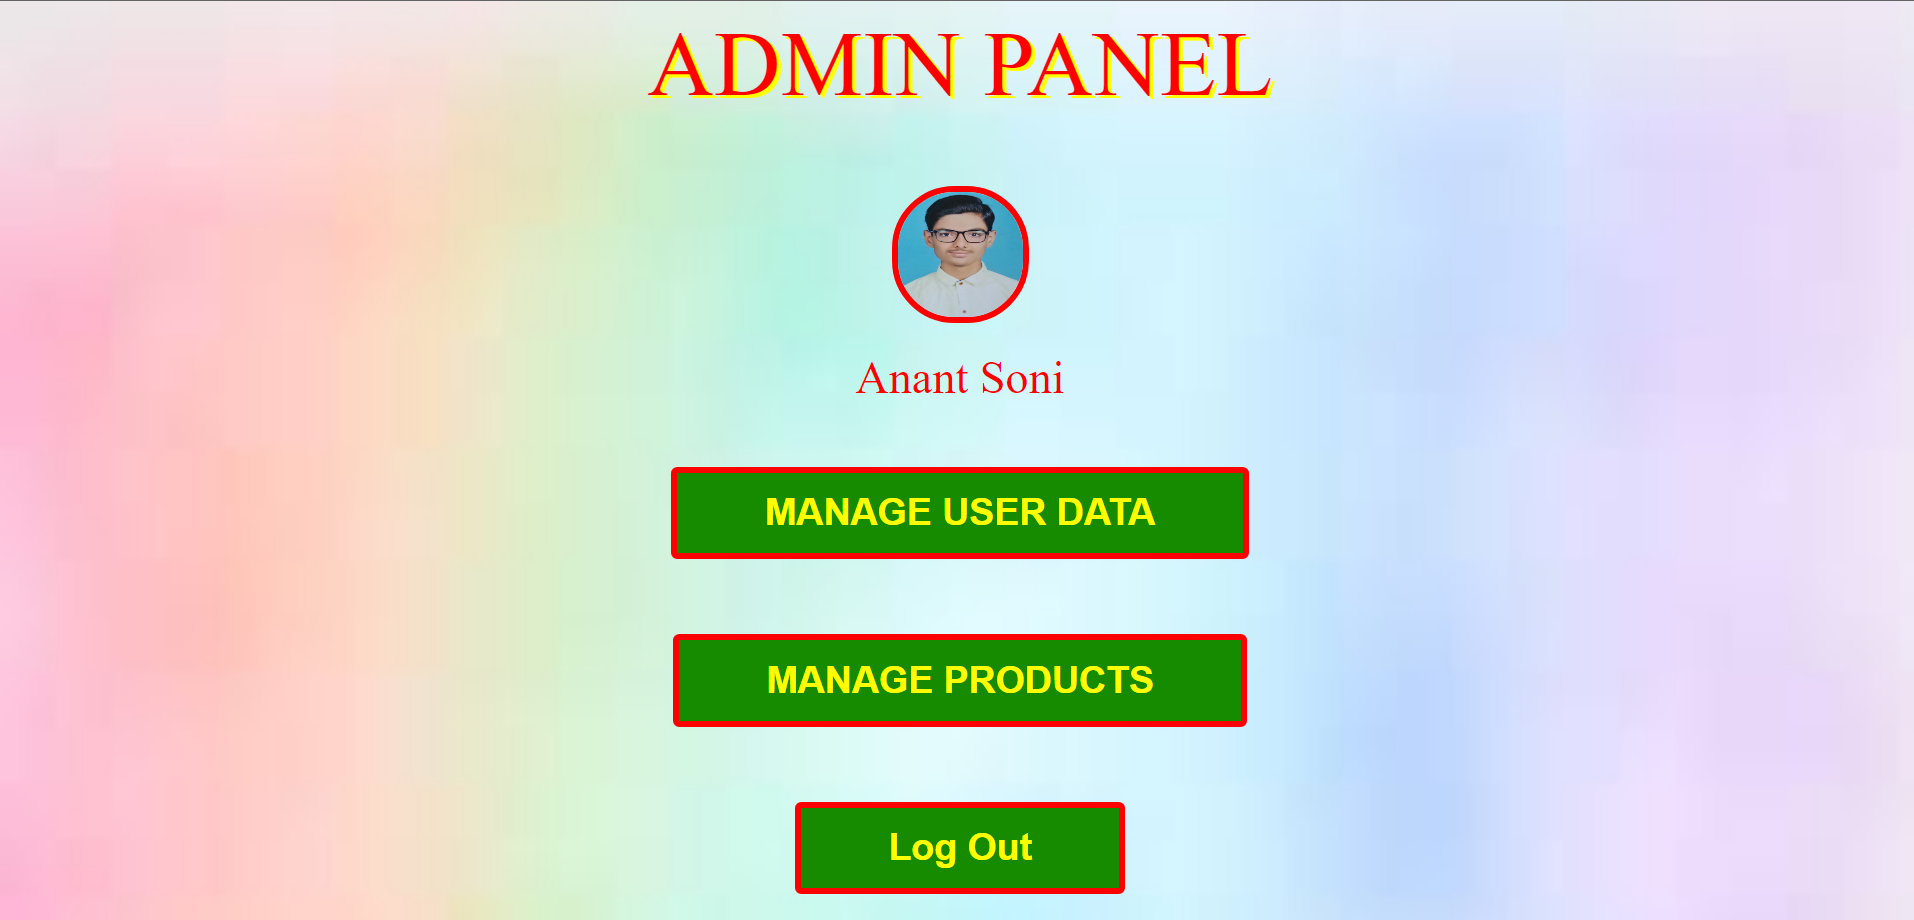 ADMIN PANEL
Anant Soni
MANAGE USER DATA
MANAGE PRODUCTS
Log Out